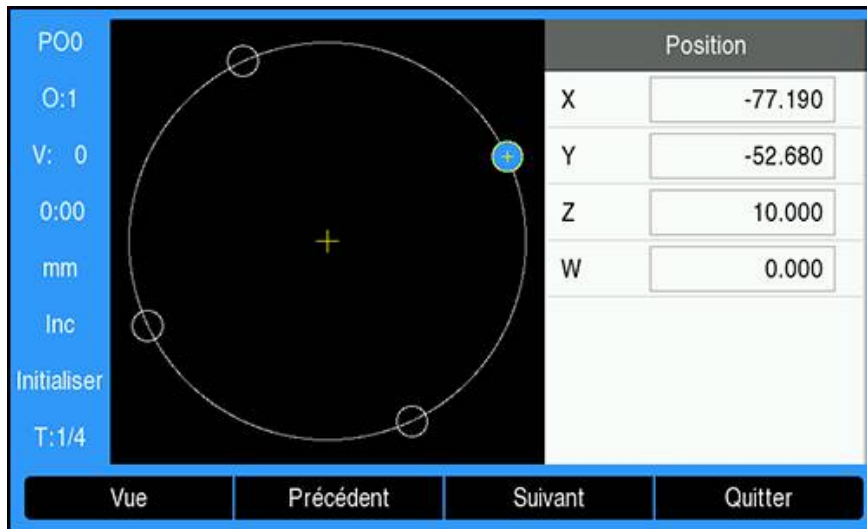 PO0
O:1
V: 0
0:00
mm
Inc
Initialiser
T:1/4
Position
X -77.190
Y -52.680
Z 10.000
W 0.000
Vue Précédent Suivant Quitter